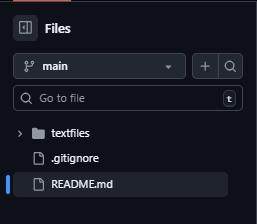 Files
main
Go to file t
textfiles
.gitignore
README.md